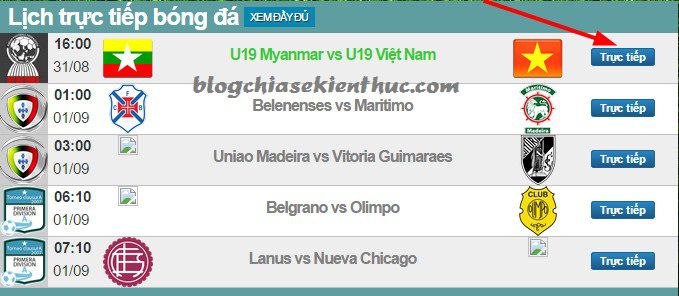 Lịch trực tiếp bóng đá XEM ĐẦY ĐỦ
16:00
31/08
U19 Myanmar vs U19 Việt Nam
Trực tiếp
blogchiasekienthuc.com
01:00
01/09
Belenenses vs Maritimo
Maritimo
Madeira
Trực tiếp
03:00
01/09
Uniao Madeira vs Vitoria Guimaraes
Trực tiếp
PRIMERA
DIVISION
06:10
01/09
Belgrano vs Olimpo
CLUB
Trực tiếp
PRIMERA
DIVISION
07:10
01/09
Lanus vs Nueva Chicago
Trực tiếp